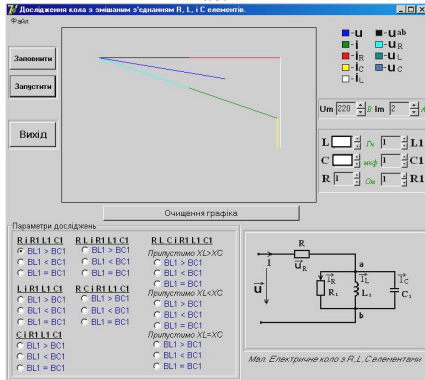 Дослідження кола з змішаним з'єднанням R, L, і С елементів.
Файл
Заповнити
Запустити
Вихід
-u
-i
-iR
-iC
-iL
-uab
-uR
-uL
-uC
Um 220 В Im 2 А
L Гн 1 L1
C мкф 1 C1
R 1 Ом 1 R1
Очищення графіка
Параметри досліджень
R i R1 L1 C1
BL1 > BC1
BL1 < BC1
BL1 = BC1
L i R1 L1 C1
BL1 > BC1
BL1 < BC1
BL1 = BC1
C i R1 L1 C1
BL1 > BC1
BL1 < BC1
BL1 = BC1
R L i R1 L1 C1
BL1 > BC1
BL1 < BC1
BL1 = BC1
R C i R1 L1 C1
BL1 > BC1
BL1 < BC1
BL1 = BC1
R L C i R1 L1 C1
Припустимо XL>XC
BL1 > BC1
BL1 < BC1
BL1 = BC1
Припустимо XL<XC
BL1 > BC1
BL1 < BC1
BL1 = BC1
Припустимо XL=XC
BL1 > BC1
BL1 < BC1
BL1 = BC1
R
I
uR
a
u
iR
iL
iC
R1
L1
C1
b
Мал. Електричне коло з R, L, С елементами